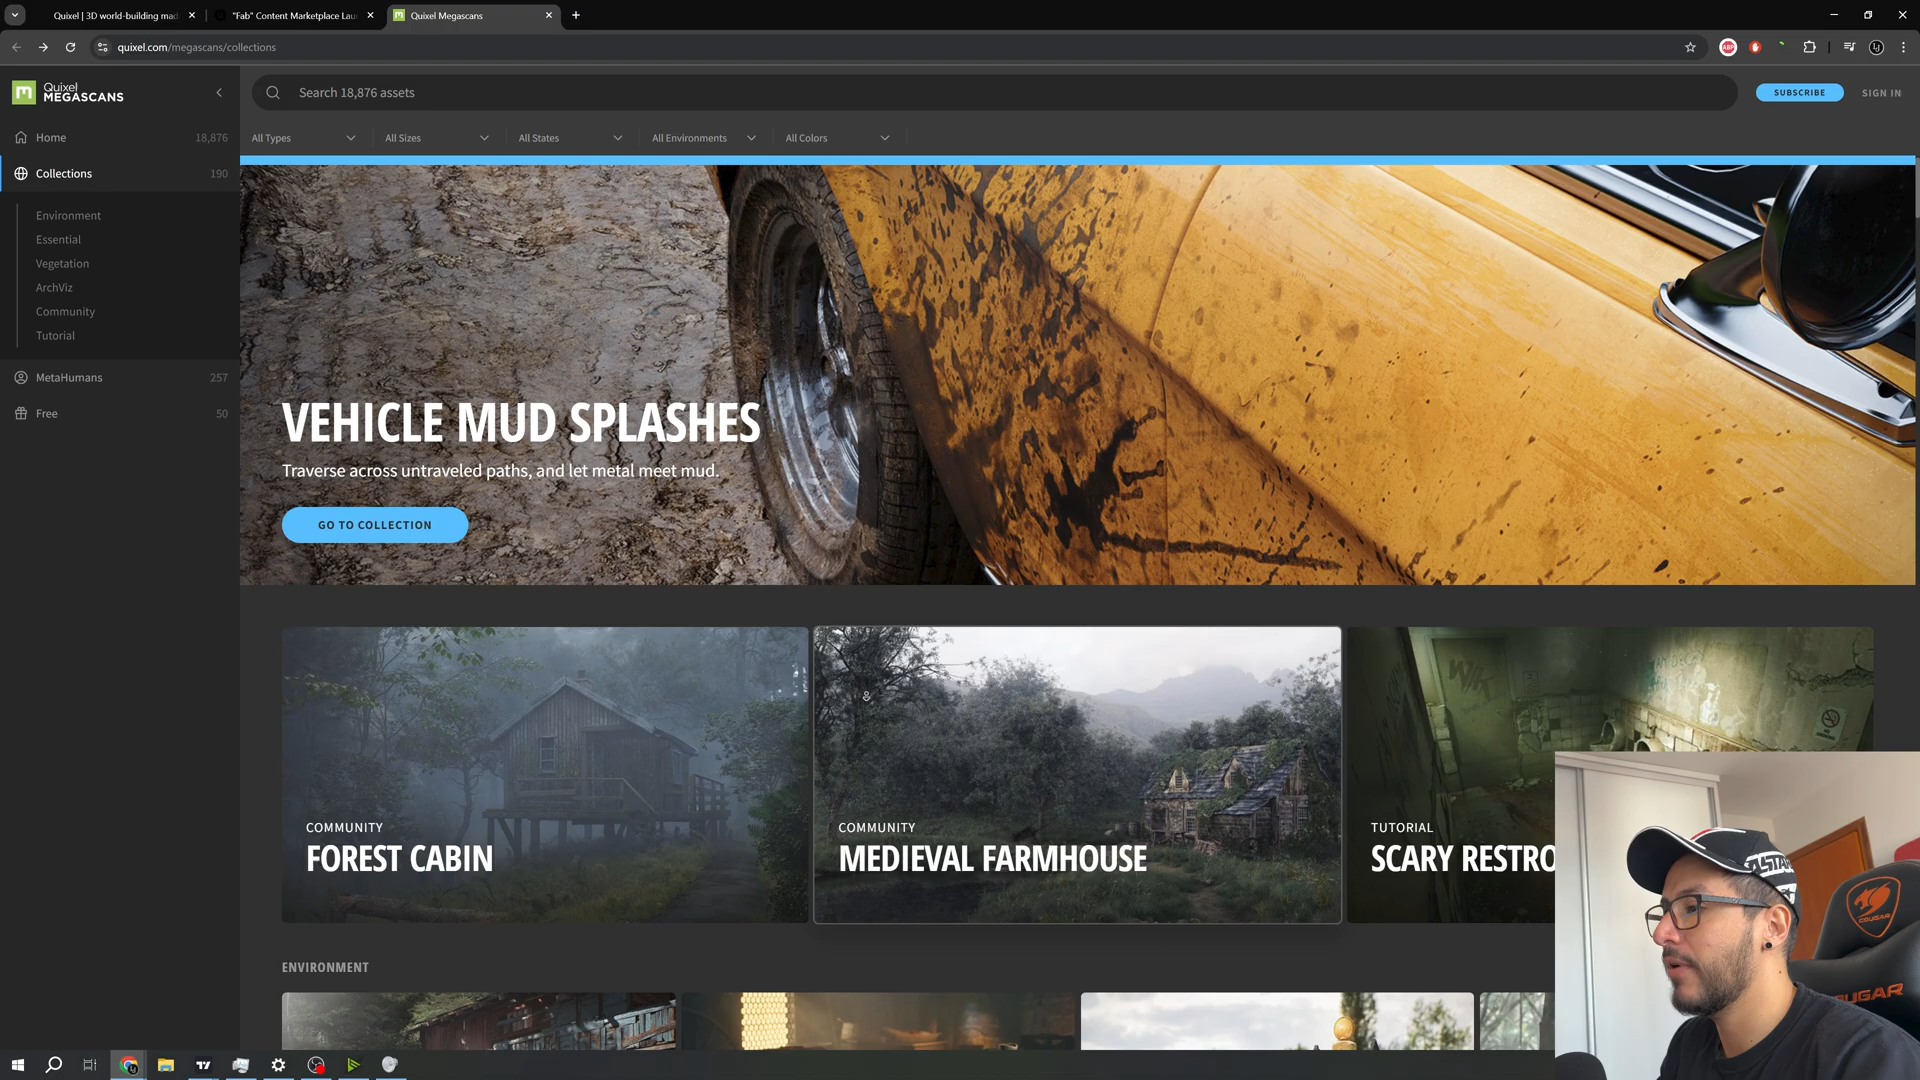 Quixel | 3D world-building mad
"Fab" Content Marketplace Lau
Quixel Megascans
quixel.com/megascans/collections
ABP
Quixel
MEGASCANS
Search 18,876 assets
SUBSCRIBE
SIGN IN
Home
18,876
All Types
All Sizes
All States
All Environments
All Colors
Collections
190
Environment
Essential
Vegetation
ArchViz
Community
Tutorial
MetaHumans
257
Free
50
VEHICLE MUD SPLASHES
Traverse across untraveled paths, and let metal meet mud.
GO TO COLLECTION
COMMUNITY
FOREST CABIN
COMMUNITY
MEDIEVAL FARMHOUSE
TUTORIAL
SCARY RESTRO
ENVIRONMENT
COUGAR